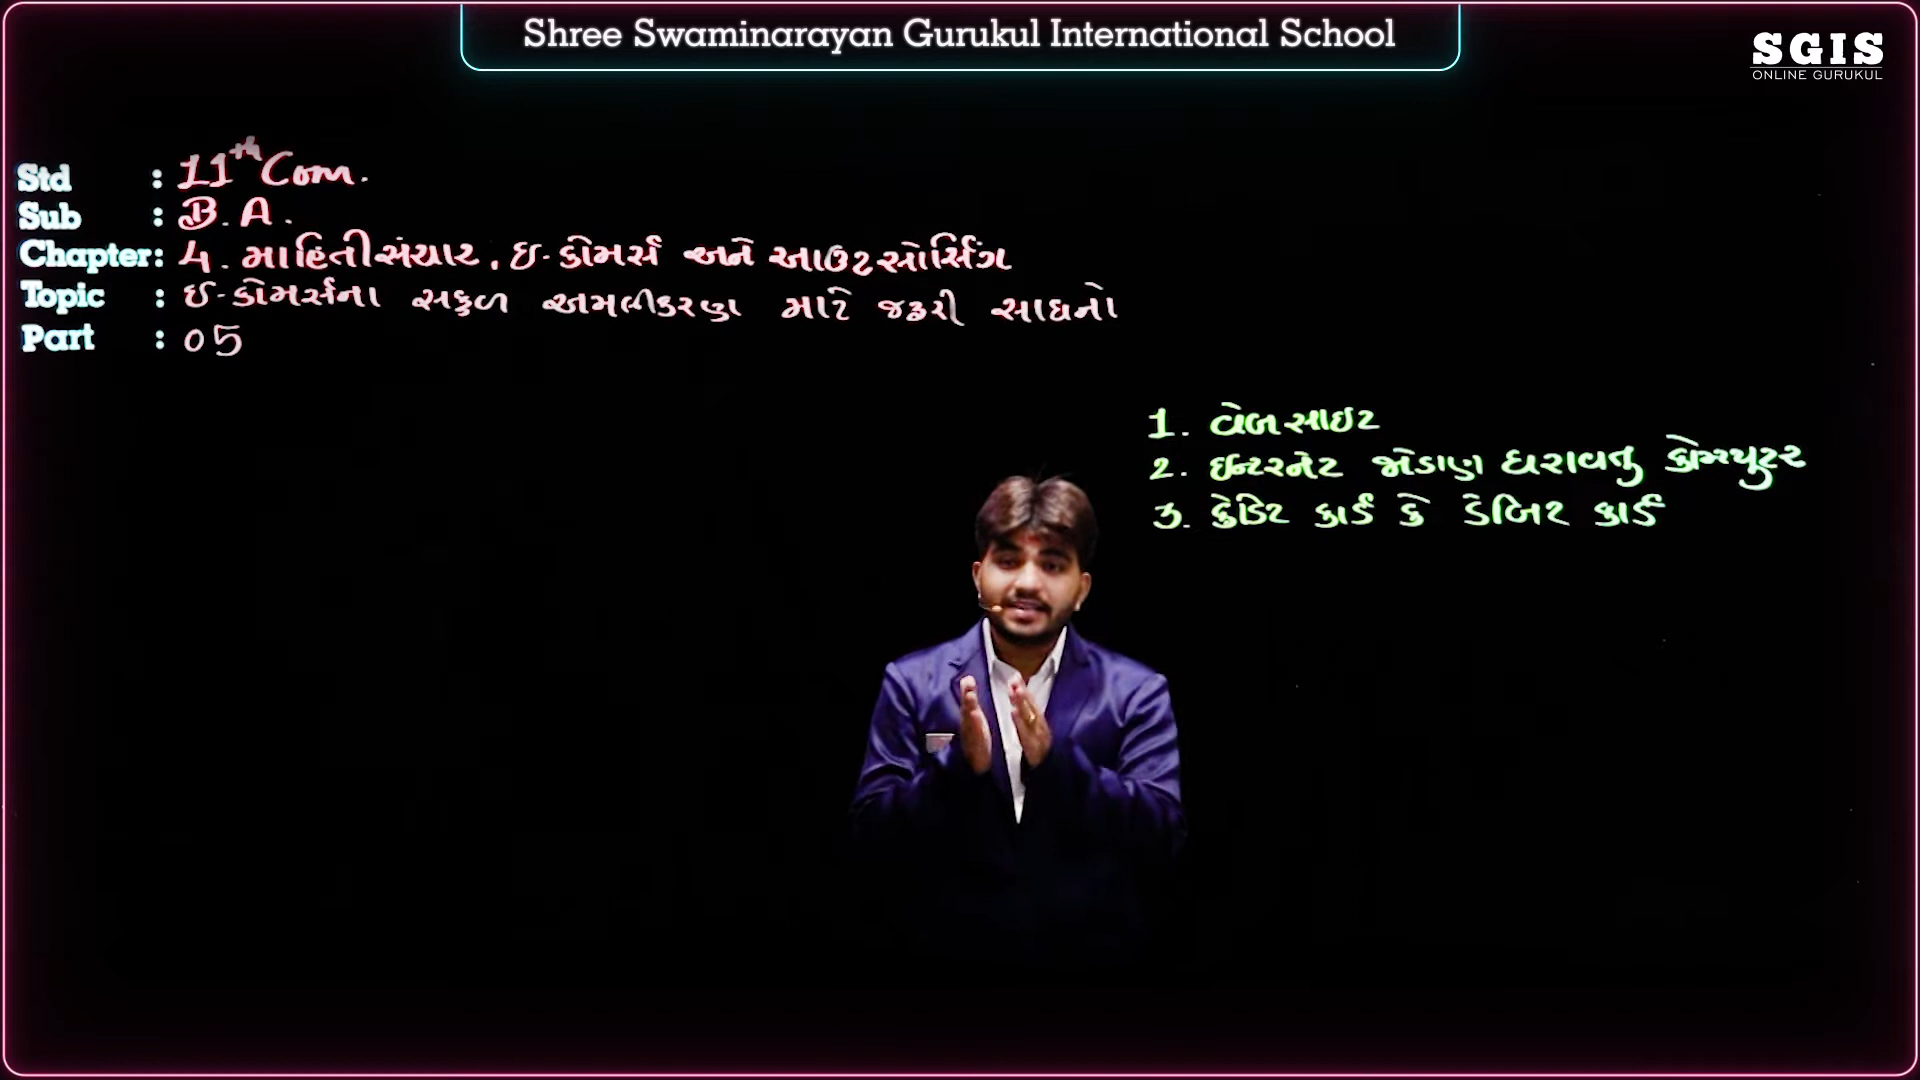 Shree Swaminarayan Gurukul International School
SGIS
ONLINE GURUKUL
Std : 11th Com.
Sub : B.A.
Chapter: 4. માહિતીસંચાર, ઇ-કોમર્સ અને આઉટસોર્સિંગ
Topic : ઈ-કોમર્સના સફળ અમલીકરણ માટે જરૂરી સાધનો
Part : 05
1. વેબસાઈટ
2. ઇન્ટરનેટ જોડાણ ધરાવતુ કોમ્પ્યુટર
3. ક્રેડિટ કાર્ડ કે ડેબિટ કાર્ડ